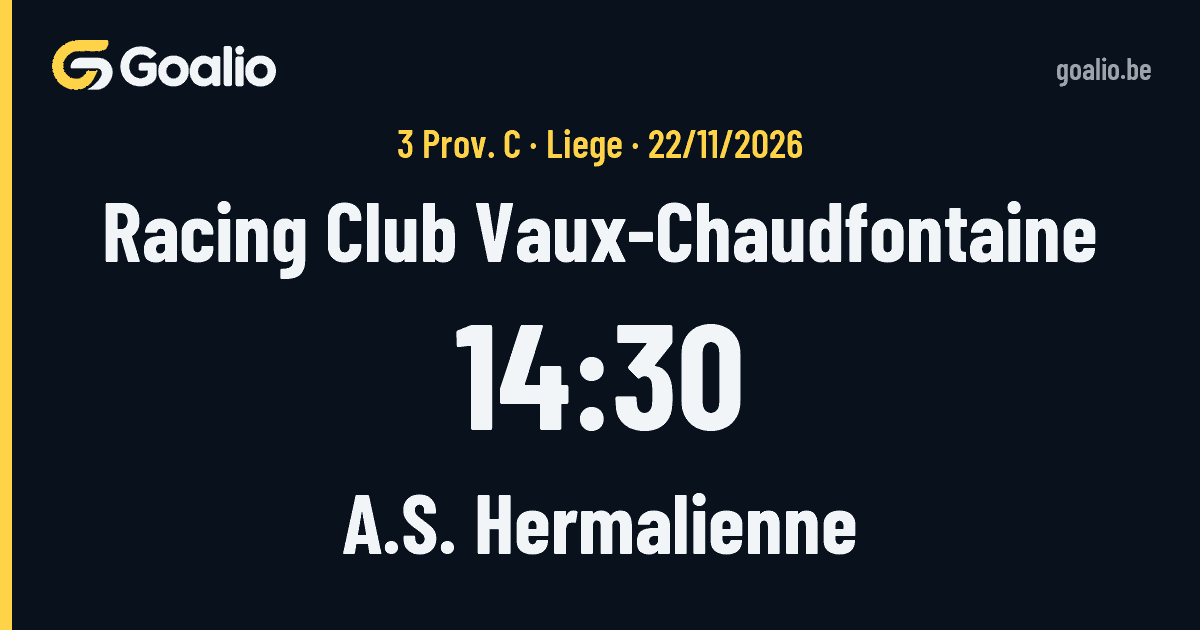 Goalio
goalio.be
3 Prov. C · Liege · 22/11/2026
Racing Club Vaux-Chaudfontaine
14:30
A.S. Hermalienne